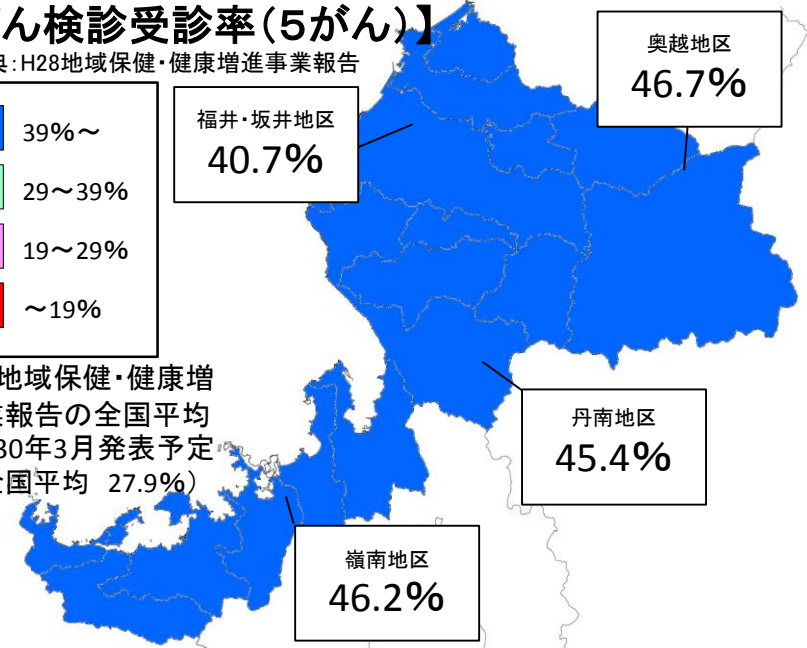 ん検診受診率(5がん)】
:H28地域保健・健康増進事業報告
39%~
29~39%
19~29%
~19%
福井・坂井地区
40.7%
奥越地区
46.7%
地域保健・健康増
報告の全国平均
30年3月発表予定
全国平均 27.9%)
丹南地区
45.4%
嶺南地区
46.2%